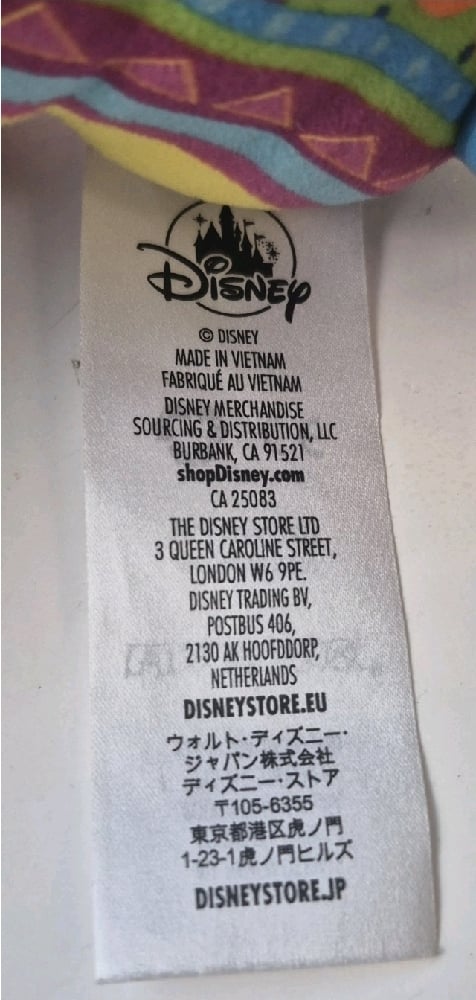 Disney
© DISNEY
MADE IN VIETNAM
FABRIQUÉ AU VIETNAM
DISNEY MERCHANDISE
SOURCING & DISTRIBUTION, LLC
BURBANK, CA 91521
shopDisney.com
CA 25083
THE DISNEY STORE LTD
3 QUEEN CAROLINE STREET,
LONDON W6 9PE.
DISNEY TRADING BV,
POSTBUS 406,
2130 AK HOOFDDORP,
NETHERLANDS
DISNEYSTORE.EU
ウォルト・ディズニー・
ジャパン株式会社
ディズニー・ストア
〒105-6355
東京都港区虎ノ門
1-23-1虎ノ門ヒルズ
DISNEYSTORE.JP